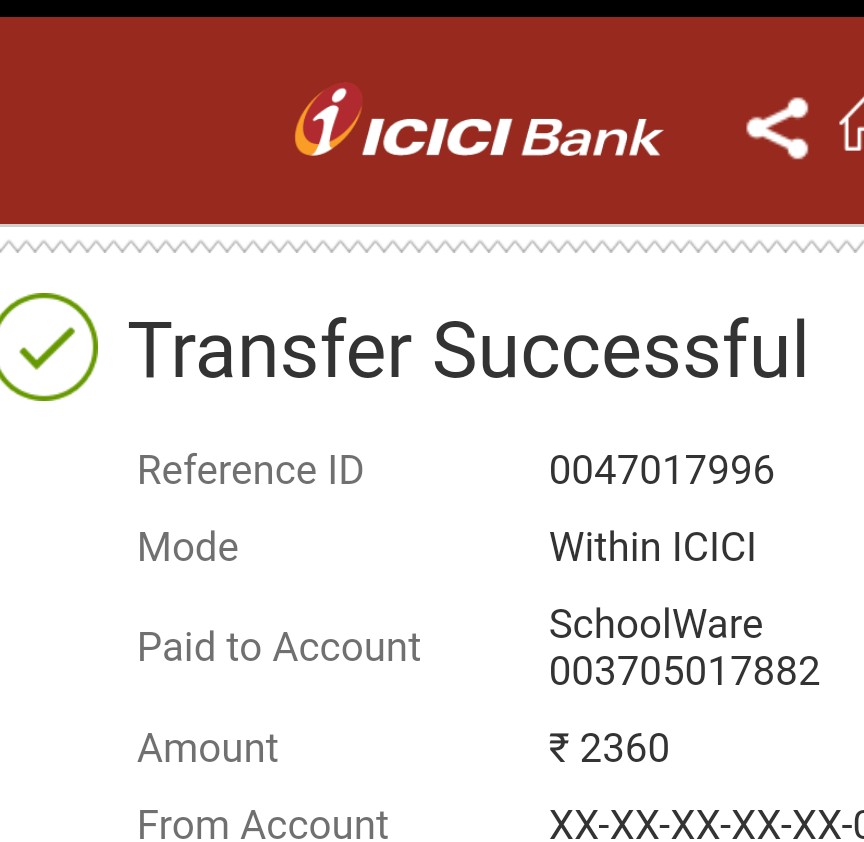 ICICI Bank
Transfer Successful
Reference ID 0047017996
Mode Within ICICI
Paid to Account SchoolWare
003705017882
Amount ₹ 2360
From Account XX-XX-XX-XX-XX-